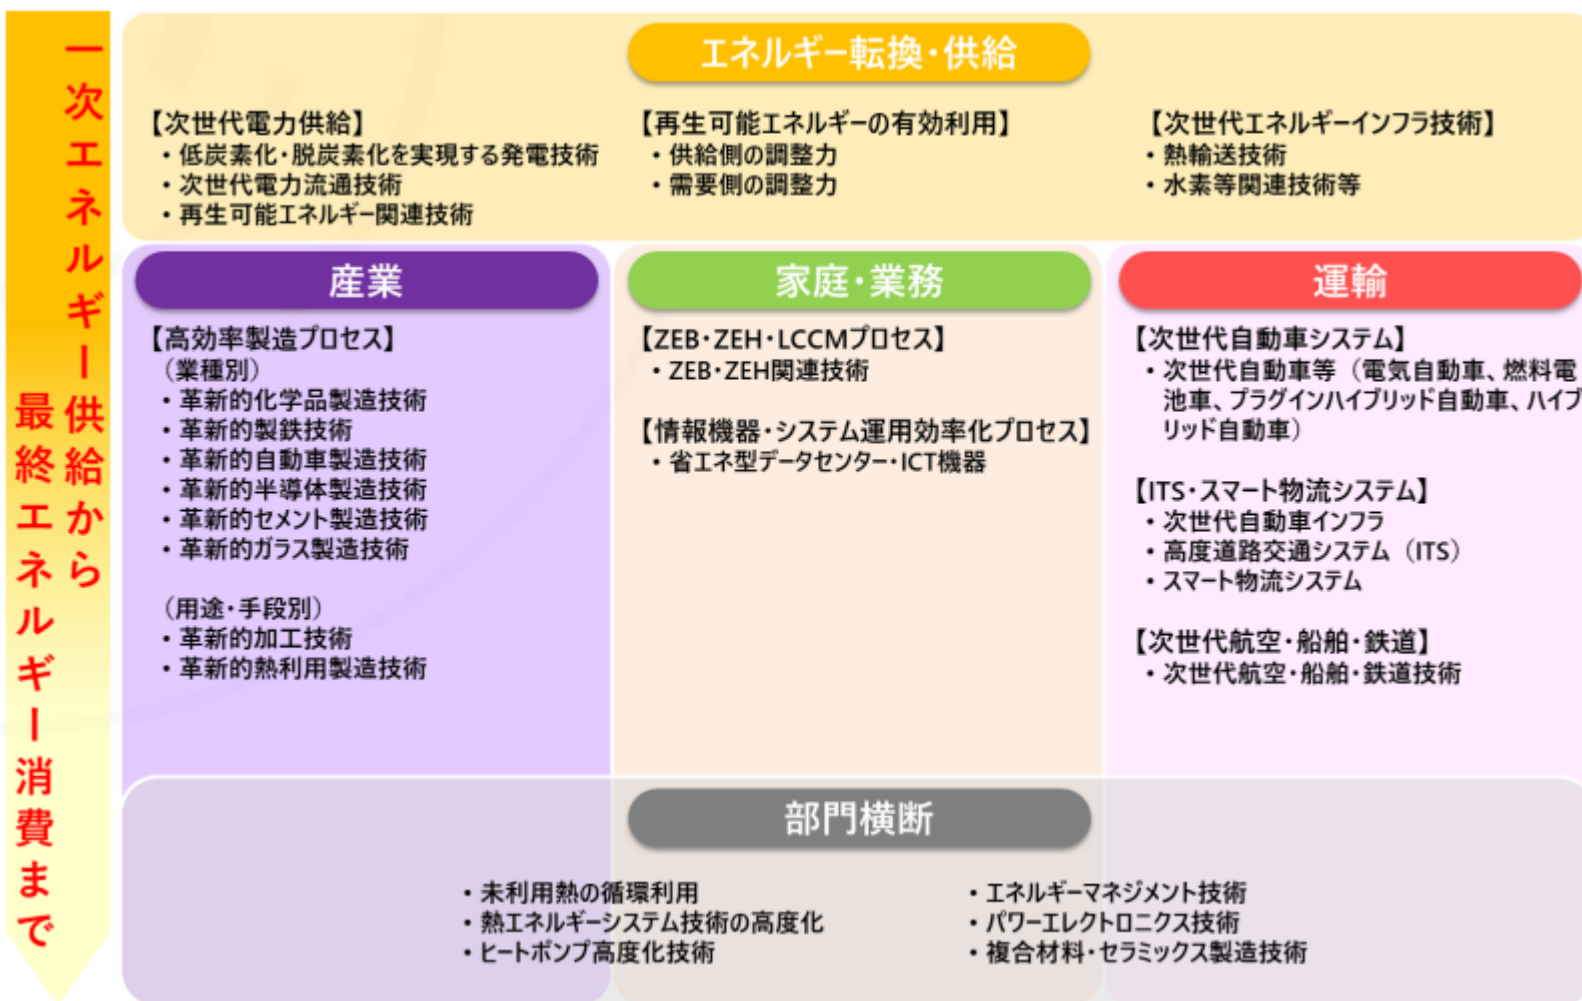 一次エネルギー供給から
最終エネルギー消費まで
エネルギー転換・供給
【次世代電力供給】
・低炭素化・脱炭素化を実現する発電技術
・次世代電力流通技術
・再生可能エネルギー関連技術
【再生可能エネルギーの有効利用】
・供給側の調整力
・需要側の調整力
【次世代エネルギーインフラ技術】
・熱輸送技術
・水素等関連技術等
産業
【高効率製造プロセス】
（業種別）
・革新的化学品製造技術
・革新的製鉄技術
・革新的自動車製造技術
・革新的半導体製造技術
・革新的セメント製造技術
・革新的ガラス製造技術
（用途・手段別）
・革新的加工技術
・革新的熱利用製造技術
家庭・業務
【ZEB・ZEH・LCCMプロセス】
・ZEB・ZEH関連技術
【情報機器・システム運用効率化プロセス】
・省エネ型データセンター・ICT機器
運輸
【次世代自動車システム】
・次世代自動車等（電気自動車、燃料電
池車、プラグインハイブリッド自動車、ハイブ
リッド自動車）
【ITS・スマート物流システム】
・次世代自動車インフラ
・高度道路交通システム（ITS）
・スマート物流システム
【次世代航空・船舶・鉄道】
・次世代航空・船舶・鉄道技術
部門横断
・未利用熱の循環利用
・熱エネルギーシステム技術の高度化
・ヒートポンプ高度化技術
・エネルギーマネジメント技術
・パワーエレクトロニクス技術
・複合材料・セラミックス製造技術